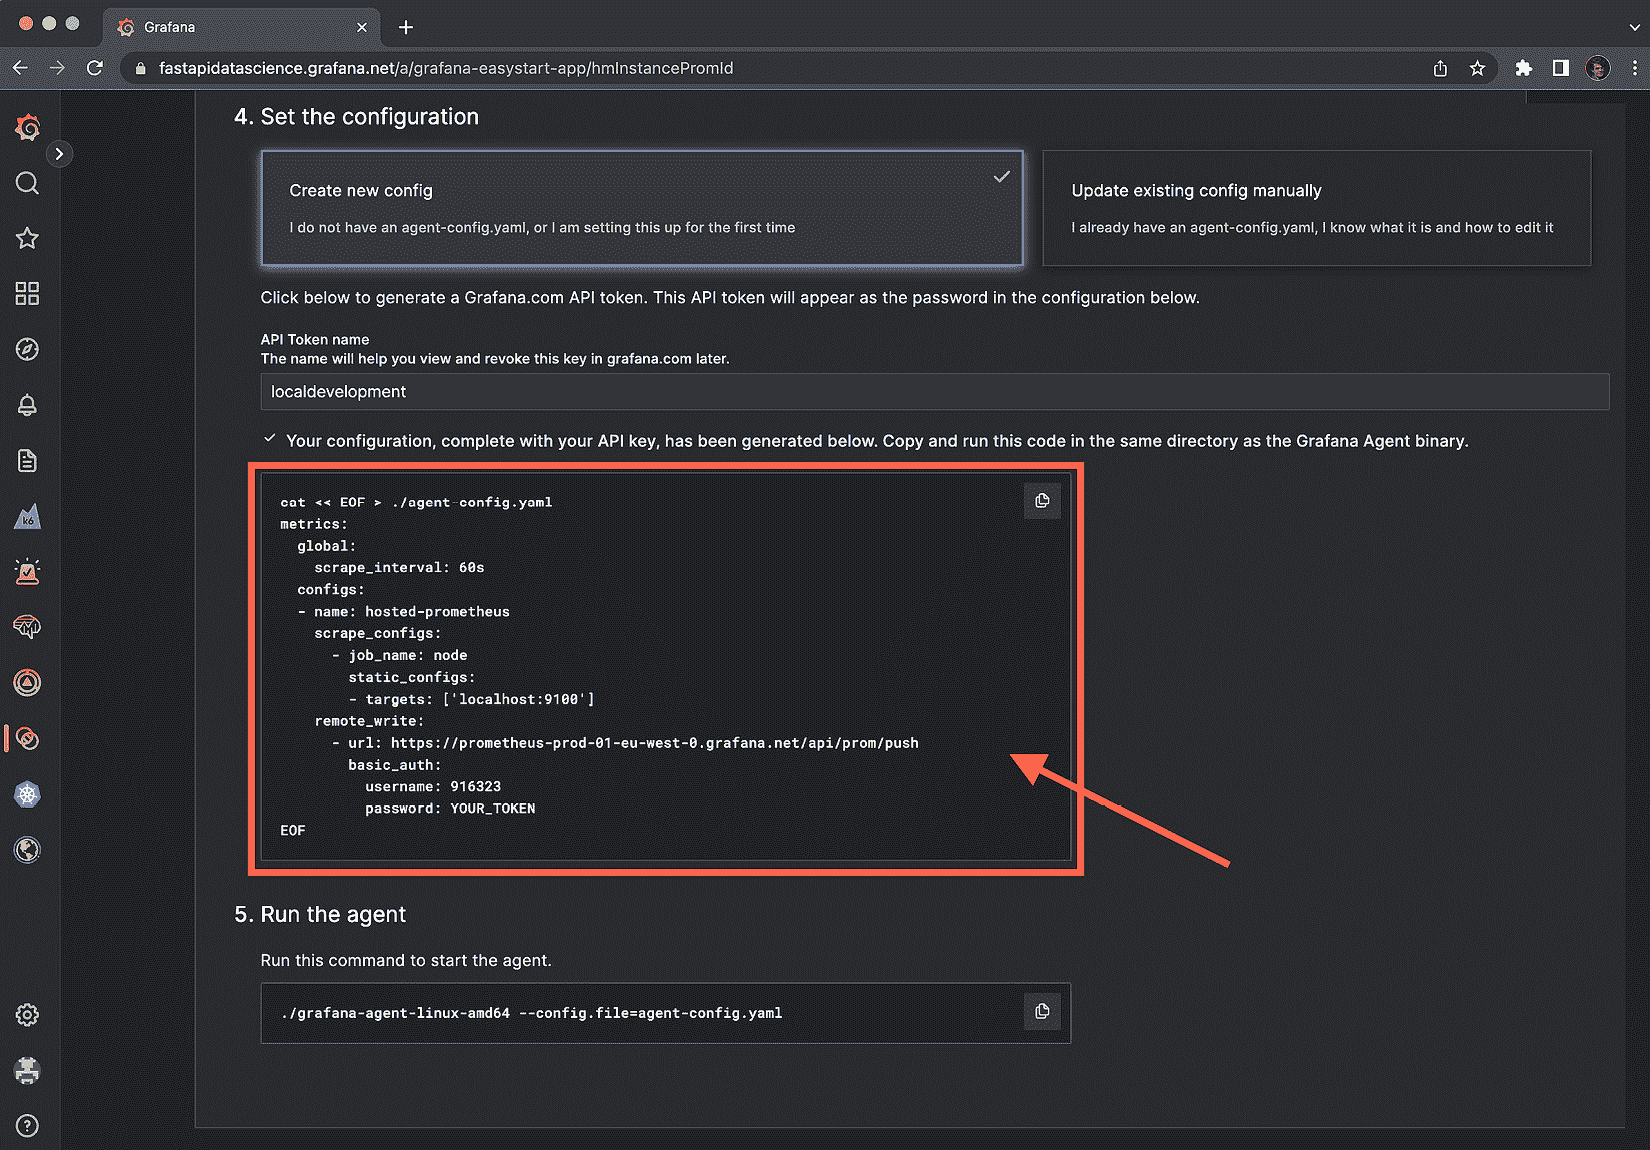 Grafana
fastapidatascience.grafana.net/a/grafana-easystart-app/hmInstancePromId
4. Set the configuration
Create new config
I do not have an agent-config.yaml, or I am setting this up for the first time
Update existing config manually
I already have an agent-config.yaml, I know what it is and how to edit it
Click below to generate a Grafana.com API token. This API token will appear as the password in the configuration below.
API Token name
The name will help you view and revoke this key in grafana.com later.
localdevelopment
Your configuration, complete with your API key, has been generated below. Copy and run this code in the same directory as the Grafana Agent binary.
cat << EOF > ./agent-config.yaml
metrics:
  global:
    scrape_interval: 60s
  configs:
  - name: hosted-prometheus
    scrape_configs:
      - job_name: node
        static_configs:
        - targets: ['localhost:9100']
    remote_write:
      - url: https://prometheus-prod-01-eu-west-0.grafana.net/api/prom/push
        basic_auth:
          username: 916323
          password: YOUR_TOKEN
EOF
k6
5. Run the agent
Run this command to start the agent.
./grafana-agent-linux-amd64 --config.file=agent-config.yaml